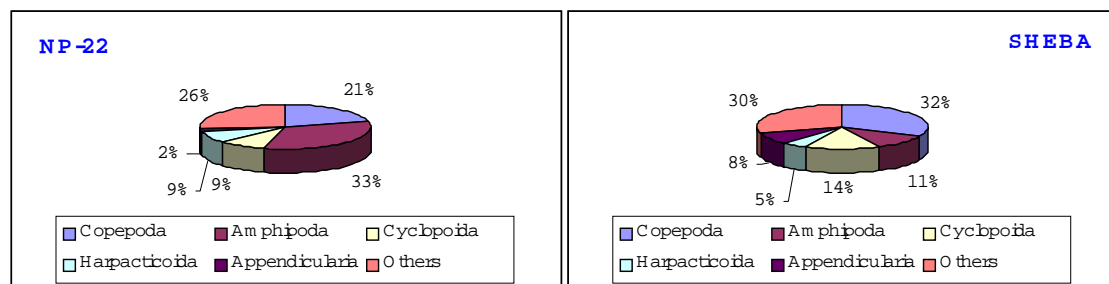 NP-22
26%
21%
2%
9%
9%
33%
Copepoda
Amphipoda
Cyclopoida
Harpacticoida
Appendicularia
Others
SHEBA
30%
32%
8%
5%
14%
11%
Copepoda
Amphipoda
Cyclopoida
Harpacticoida
Appendicularia
Others